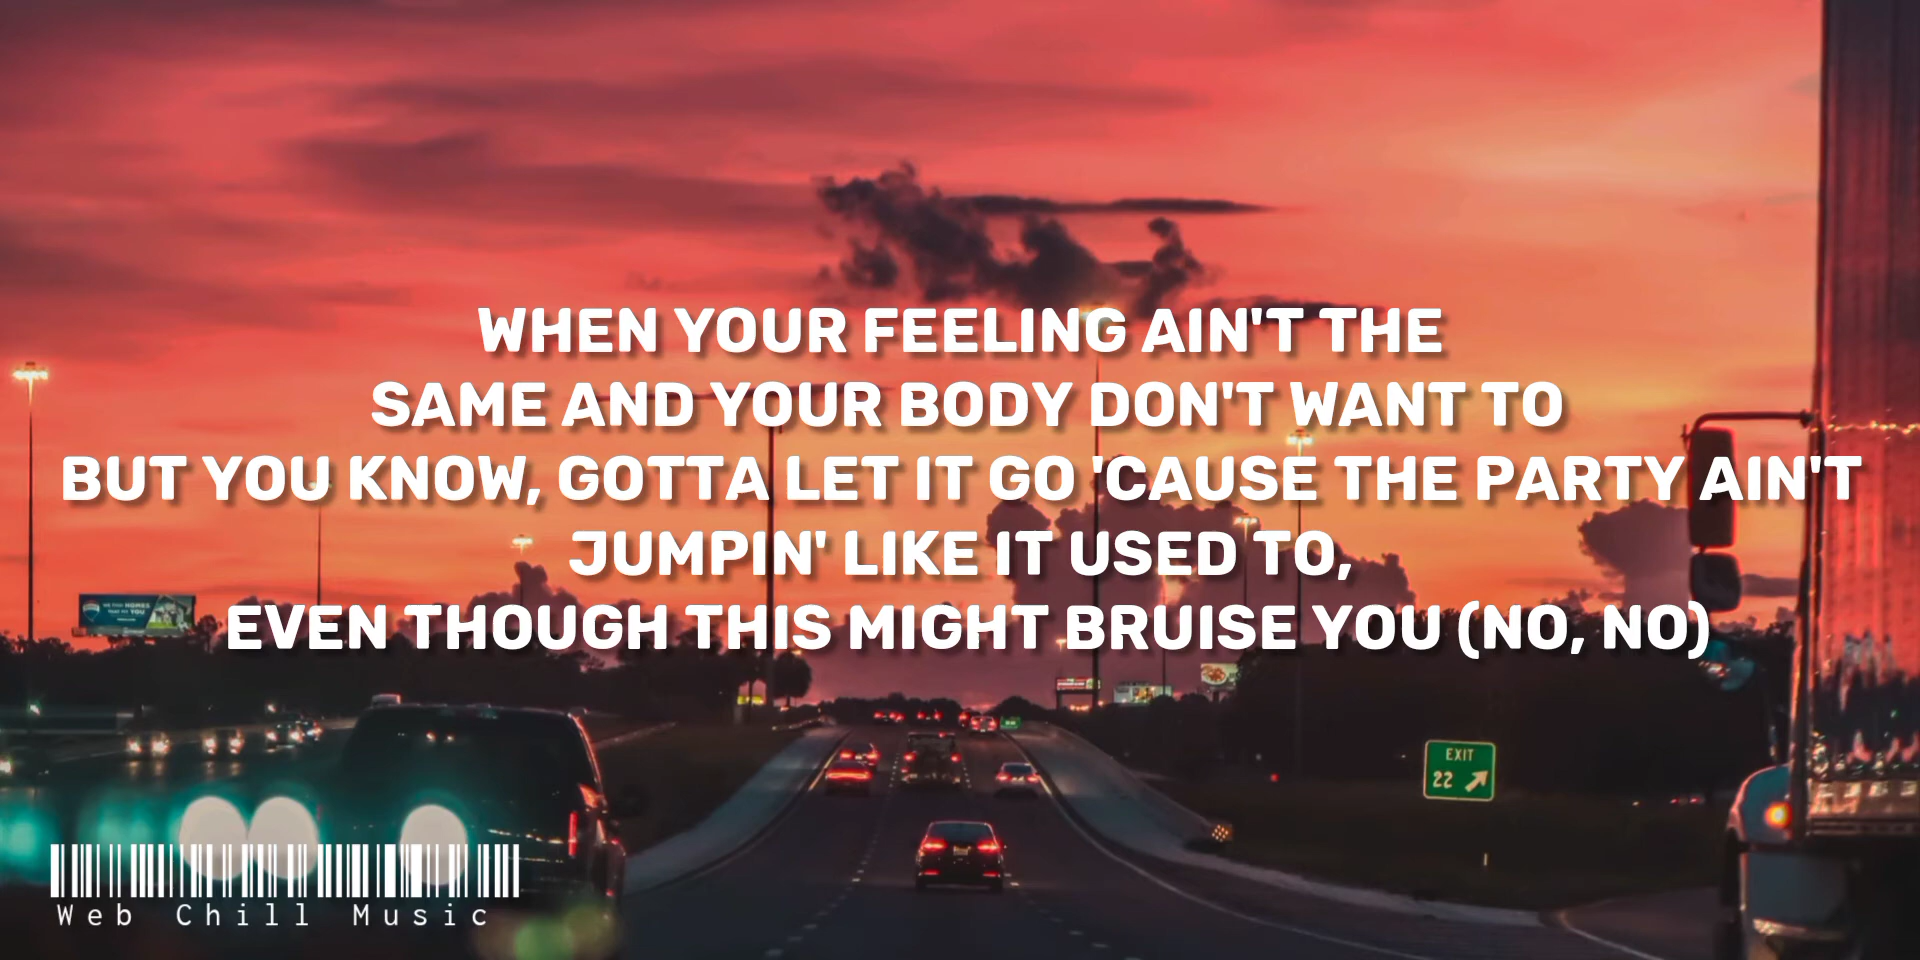 WHEN YOUR FEELING AIN'T THE
SAME AND YOUR BODY DON'T WANT TO
BUT YOU KNOW, GOTTA LET IT GO 'CAUSE THE PARTY AIN'T
JUMPIN' LIKE IT USED TO,
EVEN THOUGH THIS MIGHT BRUISE YOU (NO, NO)
HOMES
EXIT
22
Web Chill Music